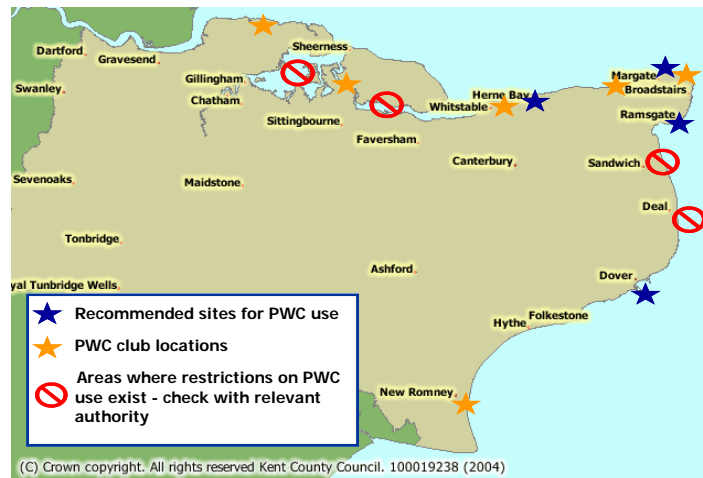 Sheerness
Dartford
Gravesend
Margate
Gillingham
Swanley
Broadstairs
Herne Bay
Chatham
Whitstable
Ramsgate
Sittingbourne
Faversham
Canterbury
Sandwich
Sevenoaks
Maidstone
Deal
Tonbridge
Ashford
Dover
yal Tunbridge Wells
Recommended sites for PWC use
Folkestone
Hythe
PWC club locations
Areas where restrictions on PWC
use exist - check with relevant
authority
New Romney
(C) Crown copyright. All rights reserved Kent County Council. 100019238 (2004)